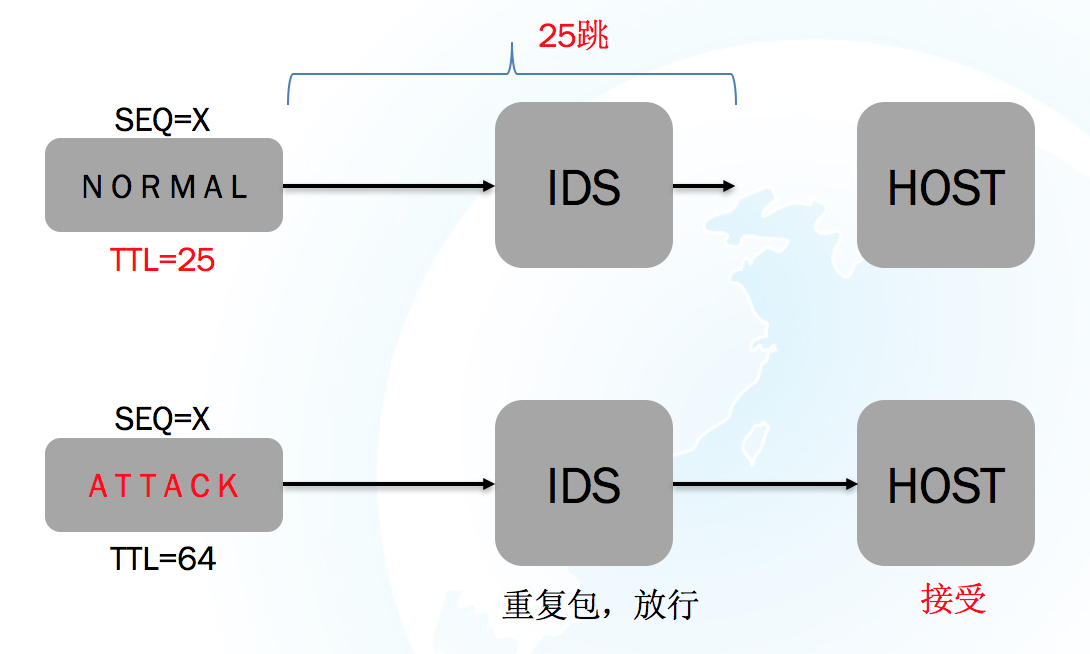 25跳
SEQ=X
NORMAL
IDS
HOST
TTL=25
SEQ=X
ATTACK
IDS
HOST
TTL=64
重复包，放行
接受